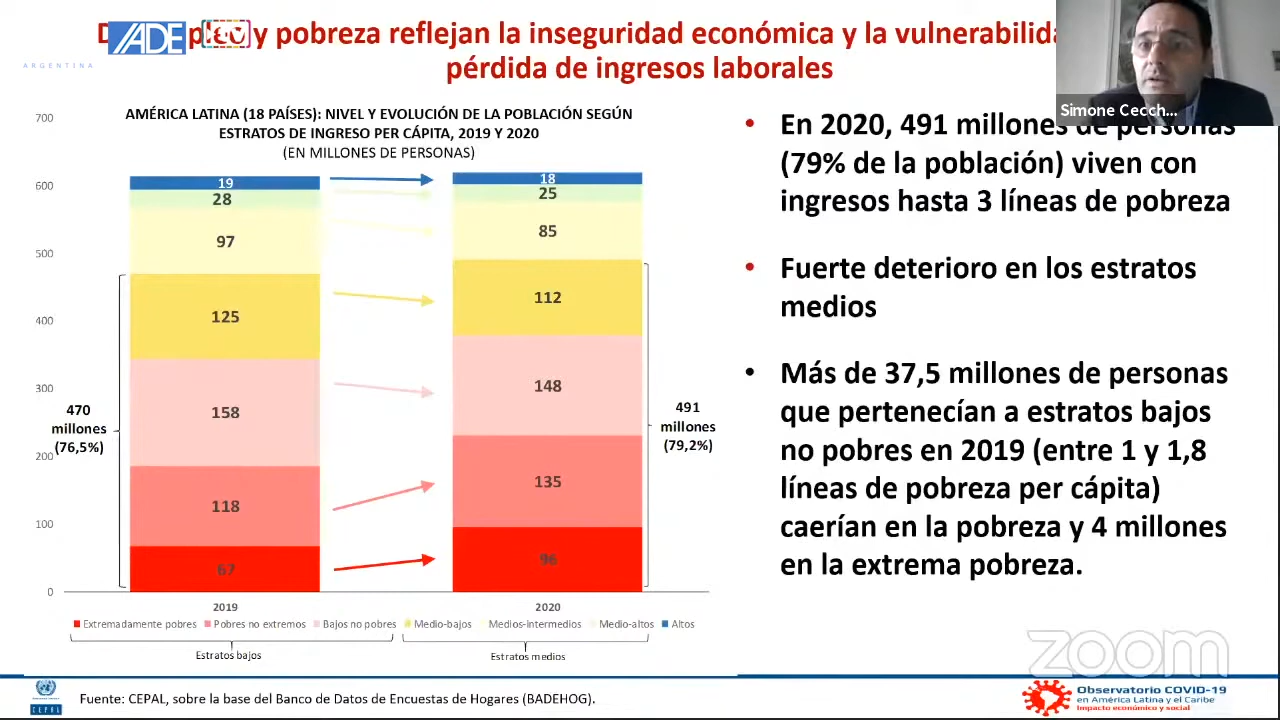 IADE
TV
ARGENTINA
y pobreza reflejan la inseguridad económica y la
pérdida de ingresos laborales
Simone Cecch...
AMÉRICA LATINA (18 PAÍSES): NIVEL Y EVOLUCIÓN DE LA POBLACIÓN SEGÚN
ESTRATOS DE INGRESO PER CÁPITA, 2019 Y 2020
(EN MILLONES DE PERSONAS)
700
600
500
400
300
200
100
0
19
28
97
125
158
118
67
18
25
85
112
148
135
96
470
millones
(76,5%)
491
millones
(79,2%)
2019
2020
Extremadamente pobres
Pobres no extremos
Bajos no pobres
Medio-bajos
Medios-intermedios
Medio-altos
Altos
Estratos bajos
Estratos medios
• En 2020, 491 millones de personas
(79% de la población) viven con
ingresos hasta 3 líneas de pobreza
• Fuerte deterioro en los estratos
medios
• Más de 37,5 millones de personas
que pertenecían a estratos bajos
no pobres en 2019 (entre 1 y 1,8
líneas de pobreza per cápita)
caerían en la pobreza y 4 millones
en la extrema pobreza.
zoom
CEPAL
Fuente: CEPAL, sobre la base del Banco de Datos de Encuestas de Hogares (BADEHOG).
Observatorio COVID-19
en América Latina y el Caribe
Impacto económico y social